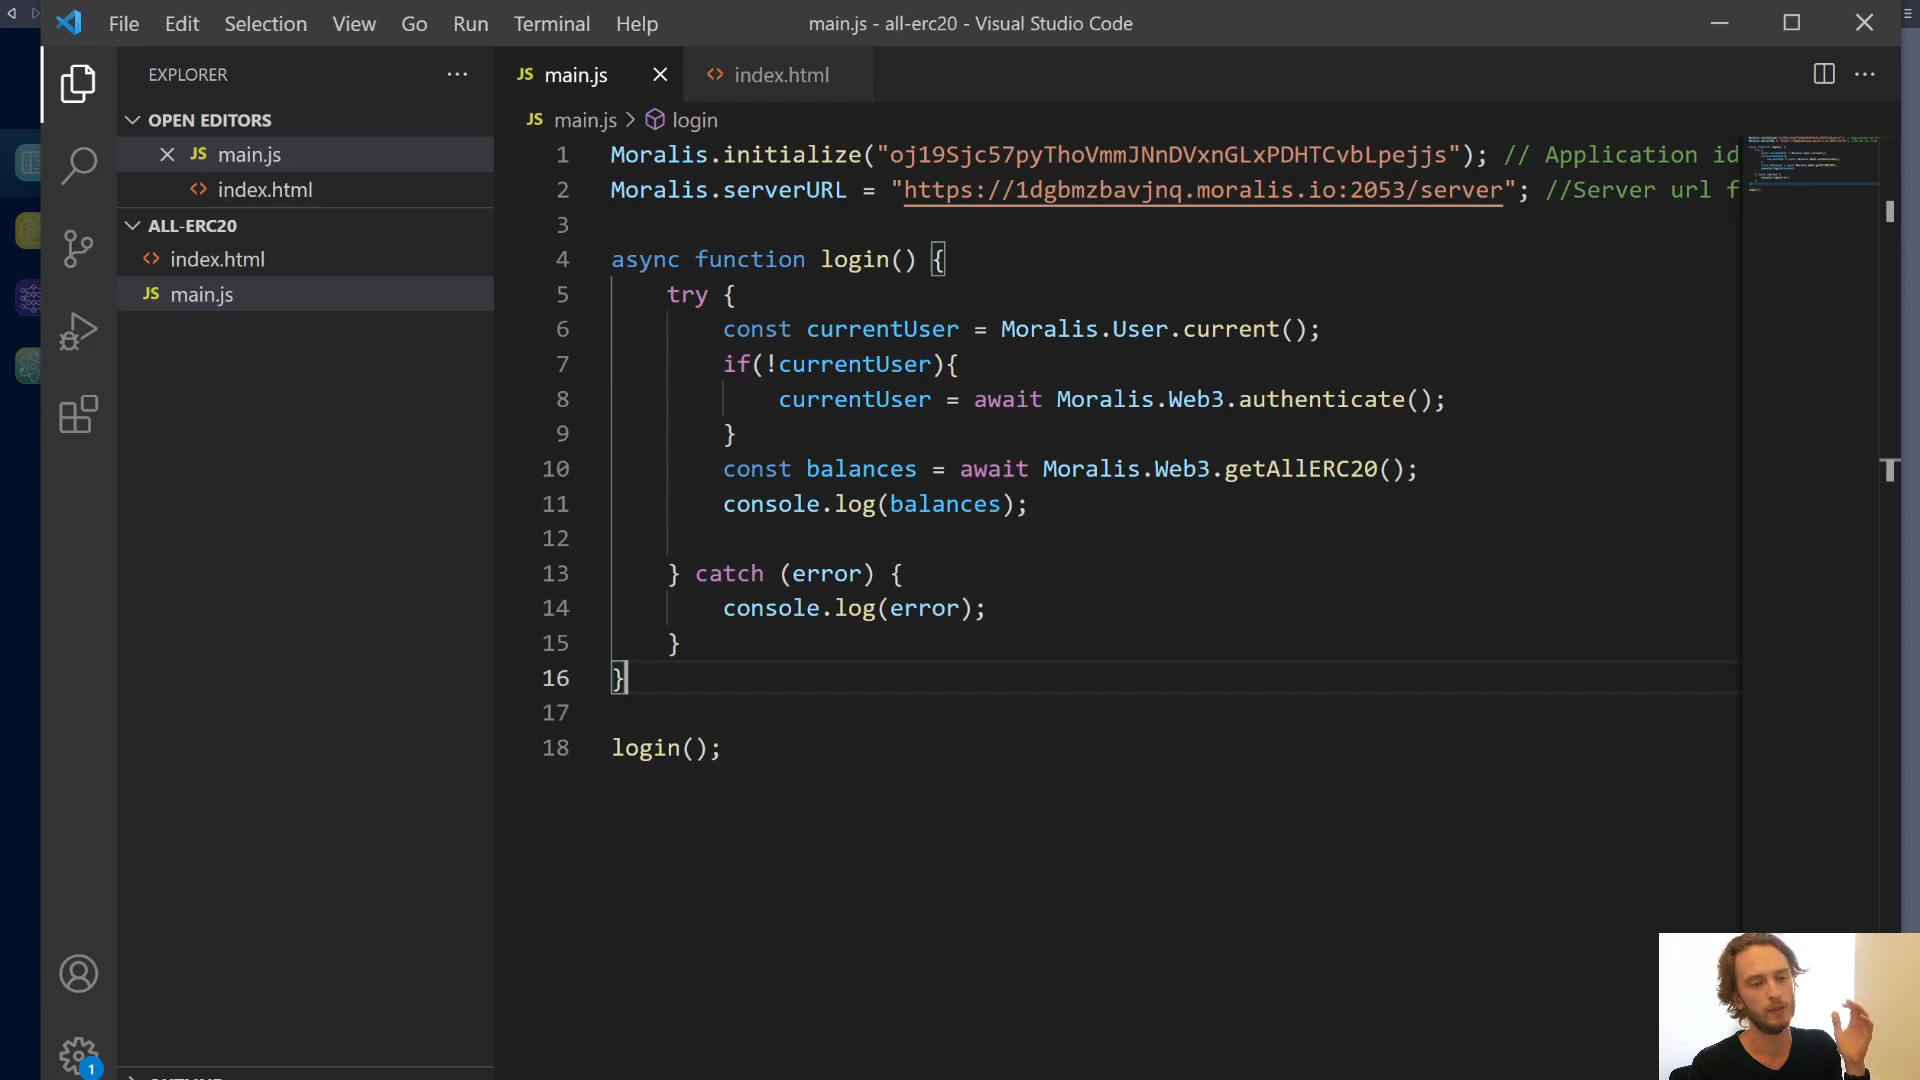 File Edit Selection View Go Run Terminal Help
main.js - all-erc20 - Visual Studio Code
EXPLORER
JS main.js
<> index.html
OPEN EDITORS
JS main.js
<> index.html
ALL-ERC20
<> index.html
JS main.js
JS main.js > login
1 Moralis.initialize("oj19Sjc57pyThoVmmJNnDVxnGLxPDHTCvbLpejjs"); // Application id
2 Moralis.serverURL = "https://1dgbmzbavjnq.moralis.io:2053/server"; //Server url f
3
4 async function login() {
5 try {
6 const currentUser = Moralis.User.current();
7 if(!currentUser){
8 currentUser = await Moralis.Web3.authenticate();
9 }
10 const balances = await Moralis.Web3.getAllERC20();
11 console.log(balances);
12
13 } catch (error) {
14 console.log(error);
15 }
16 }
17
18 login();
1